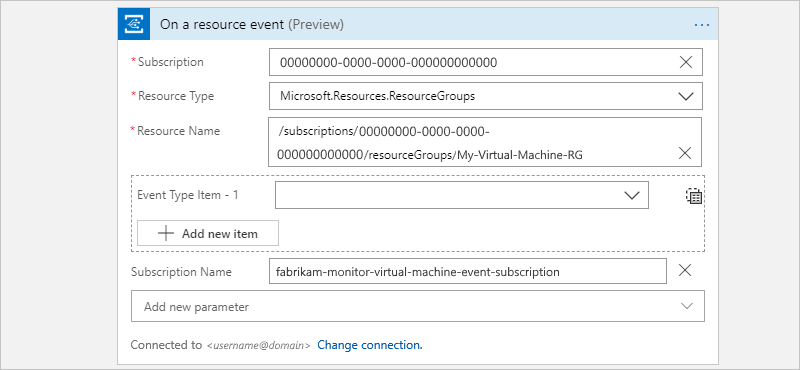 On a resource event (Preview)
* Subscription
00000000-0000-0000-000000000000
* Resource Type
Microsoft.Resources.ResourceGroups
* Resource Name
/subscriptions/00000000-0000-0000-
000000000000/resourceGroups/My-Virtual-Machine-RG
Event Type Item - 1
Add new item
Subscription Name
fabrikam-monitor-virtual-machine-event-subscription
Add new parameter
Connected to <username@domain> Change connection.